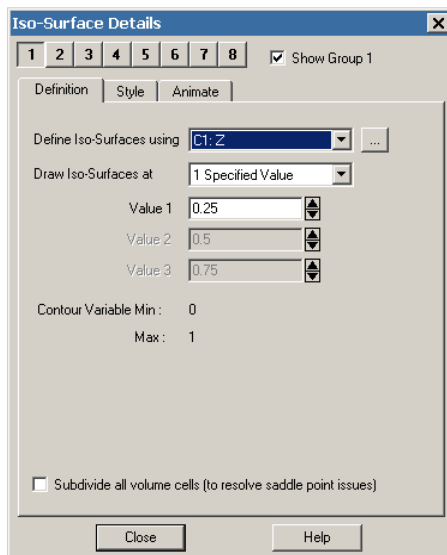 Iso-Surface Details
1 2 3 4 5 6 7 8 Show Group 1
Definition Style Animate
Define Iso-Surfaces using C1: Z ...
Draw Iso-Surfaces at 1 Specified Value
Value 1 0.25
Value 2 0.5
Value 3 0.75
Contour Variable Min : 0
Max : 1
Subdivide all volume cells (to resolve saddle point issues)
Close Help